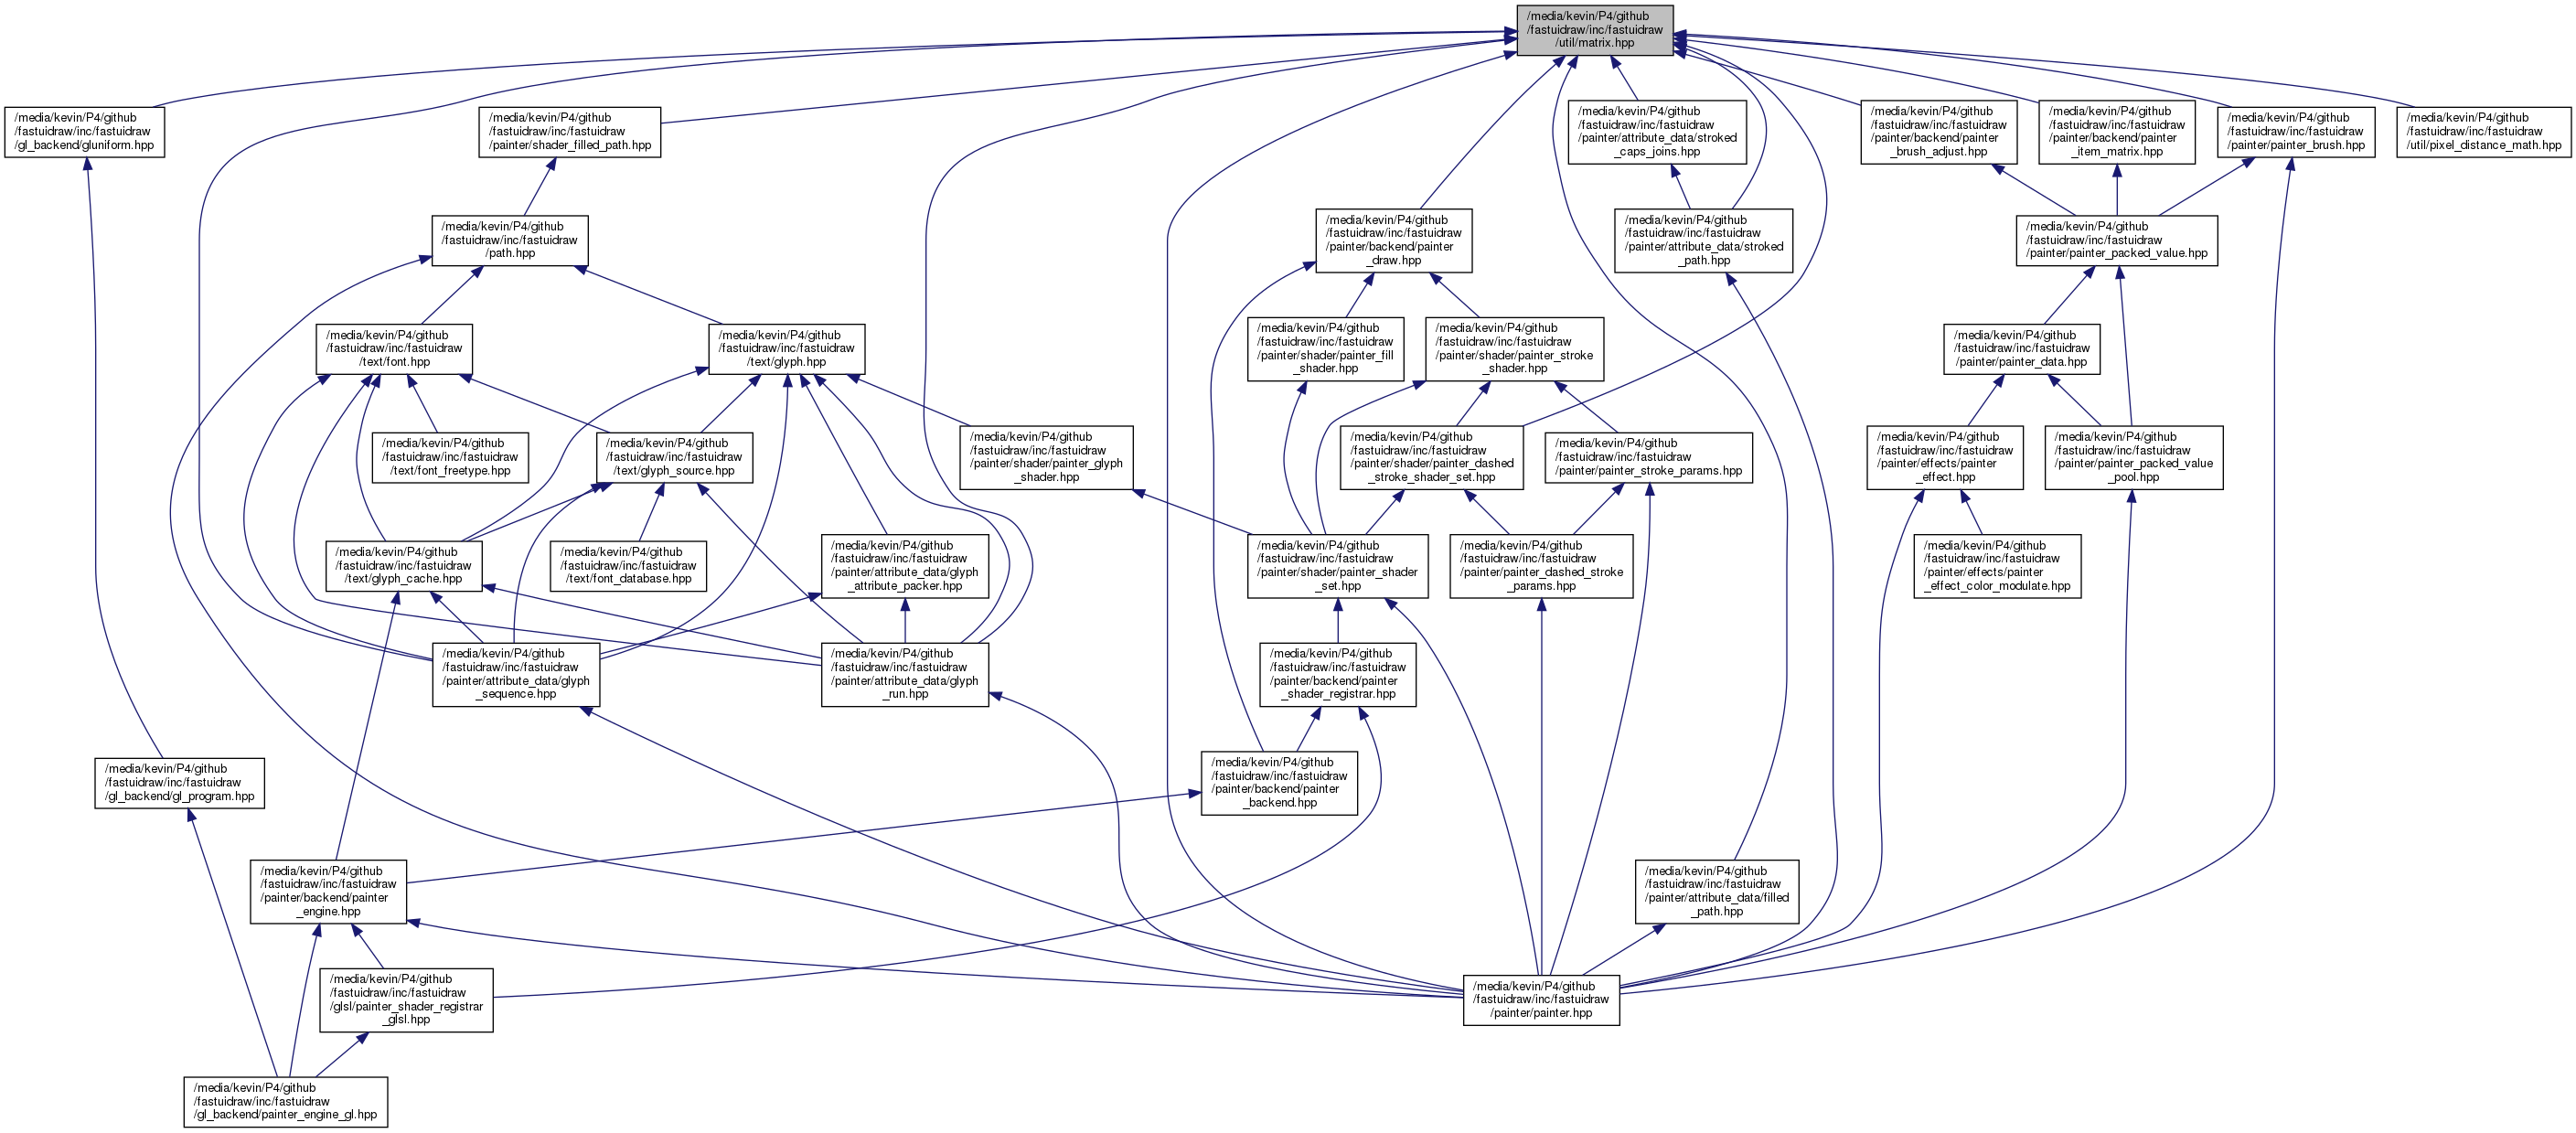 /media/kevin/P4/github
/fastuidraw/inc/fastuidraw
/util/matrix.hpp
/media/kevin/P4/github
/fastuidraw/inc/fastuidraw
/gl_backend/gluniform.hpp
/media/kevin/P4/github
/fastuidraw/inc/fastuidraw
/painter/shader_filled_path.hpp
/media/kevin/P4/github
/fastuidraw/inc/fastuidraw
/painter/attribute_data/stroked
_caps_joins.hpp
/media/kevin/P4/github
/fastuidraw/inc/fastuidraw
/painter/backend/painter
_brush_adjust.hpp
/media/kevin/P4/github
/fastuidraw/inc/fastuidraw
/painter/backend/painter
_item_matrix.hpp
/media/kevin/P4/github
/fastuidraw/inc/fastuidraw
/painter/painter_brush.hpp
/media/kevin/P4/github
/fastuidraw/inc/fastuidraw
/util/pixel_distance_math.hpp
/media/kevin/P4/github
/fastuidraw/inc/fastuidraw
/path.hpp
/media/kevin/P4/github
/fastuidraw/inc/fastuidraw
/painter/backend/painter
_draw.hpp
/media/kevin/P4/github
/fastuidraw/inc/fastuidraw
/painter/attribute_data/stroked
_path.hpp
/media/kevin/P4/github
/fastuidraw/inc/fastuidraw
/painter/painter_packed_value.hpp
/media/kevin/P4/github
/fastuidraw/inc/fastuidraw
/text/font.hpp
/media/kevin/P4/github
/fastuidraw/inc/fastuidraw
/text/glyph.hpp
/media/kevin/P4/github
/fastuidraw/inc/fastuidraw
/painter/shader/painter_fill
_shader.hpp
/media/kevin/P4/github
/fastuidraw/inc/fastuidraw
/painter/shader/painter_stroke
_shader.hpp
/media/kevin/P4/github
/fastuidraw/inc/fastuidraw
/painter/painter_data.hpp
/media/kevin/P4/github
/fastuidraw/inc/fastuidraw
/text/font_freetype.hpp
/media/kevin/P4/github
/fastuidraw/inc/fastuidraw
/text/glyph_source.hpp
/media/kevin/P4/github
/fastuidraw/inc/fastuidraw
/painter/shader/painter_glyph
_shader.hpp
/media/kevin/P4/github
/fastuidraw/inc/fastuidraw
/painter/shader/painter_dashed
_stroke_shader_set.hpp
/media/kevin/P4/github
/fastuidraw/inc/fastuidraw
/painter/painter_stroke_params.hpp
/media/kevin/P4/github
/fastuidraw/inc/fastuidraw
/painter/effects/painter
_effect.hpp
/media/kevin/P4/github
/fastuidraw/inc/fastuidraw
/painter/painter_packed_value
_pool.hpp
/media/kevin/P4/github
/fastuidraw/inc/fastuidraw
/text/glyph_cache.hpp
/media/kevin/P4/github
/fastuidraw/inc/fastuidraw
/text/font_database.hpp
/media/kevin/P4/github
/fastuidraw/inc/fastuidraw
/painter/attribute_data/glyph
_attribute_packer.hpp
/media/kevin/P4/github
/fastuidraw/inc/fastuidraw
/painter/shader/painter_shader
_set.hpp
/media/kevin/P4/github
/fastuidraw/inc/fastuidraw
/painter/painter_dashed_stroke
_params.hpp
/media/kevin/P4/github
/fastuidraw/inc/fastuidraw
/painter/effects/painter
_effect_color_modulate.hpp
/media/kevin/P4/github
/fastuidraw/inc/fastuidraw
/painter/attribute_data/glyph
_sequence.hpp
/media/kevin/P4/github
/fastuidraw/inc/fastuidraw
/painter/attribute_data/glyph
_run.hpp
/media/kevin/P4/github
/fastuidraw/inc/fastuidraw
/painter/backend/painter
_shader_registrar.hpp
/media/kevin/P4/github
/fastuidraw/inc/fastuidraw
/gl_backend/gl_program.hpp
/media/kevin/P4/github
/fastuidraw/inc/fastuidraw
/painter/backend/painter
_backend.hpp
/media/kevin/P4/github
/fastuidraw/inc/fastuidraw
/painter/backend/painter
_engine.hpp
/media/kevin/P4/github
/fastuidraw/inc/fastuidraw
/painter/attribute_data/filled
_path.hpp
/media/kevin/P4/github
/fastuidraw/inc/fastuidraw
/glsl/painter_shader_registrar
_glsl.hpp
/media/kevin/P4/github
/fastuidraw/inc/fastuidraw
/painter/painter.hpp
/media/kevin/P4/github
/fastuidraw/inc/fastuidraw
/gl_backend/painter_engine_gl.hpp